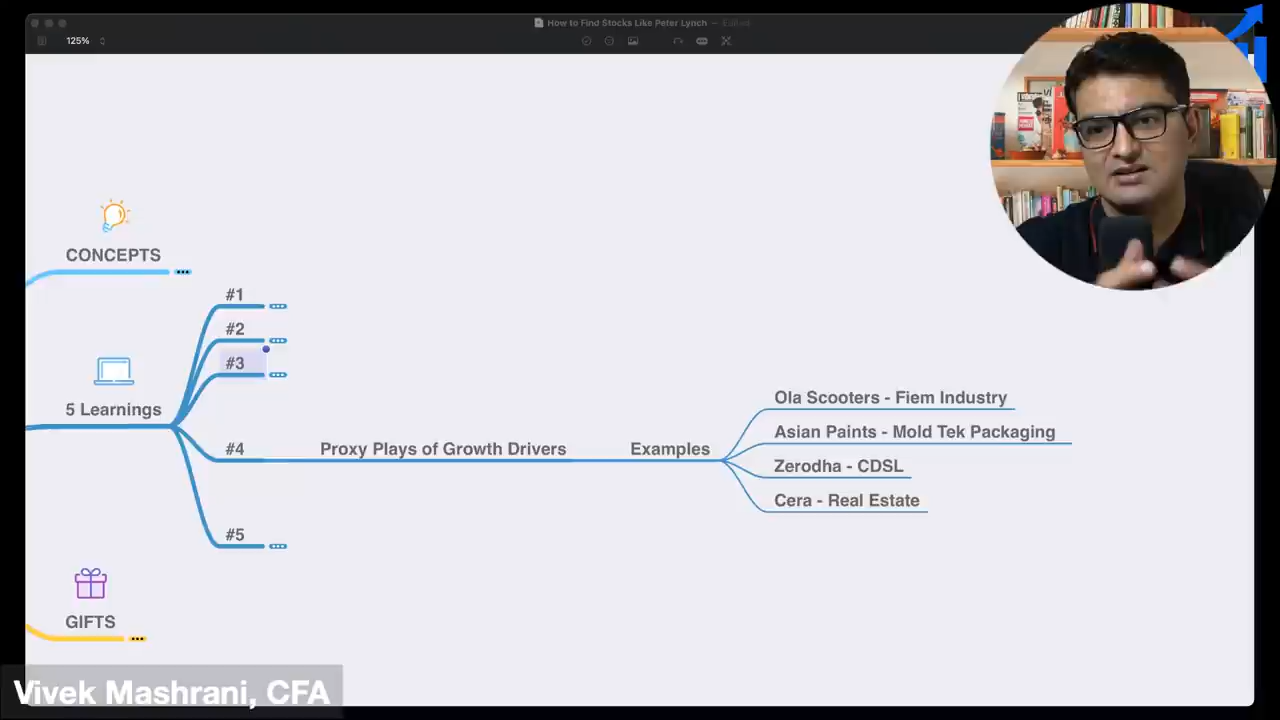 How to Find Stocks Like Peter Lynch — Edited
125%
CONCEPTS
#1
#2
#3
5 Learnings
#4
Proxy Plays of Growth Drivers
Examples
Ola Scooters - Fiem Industry
Asian Paints - Mold Tek Packaging
Zerodha - CDSL
Cera - Real Estate
#5
GIFTS
Vivek Mashrani, CFA